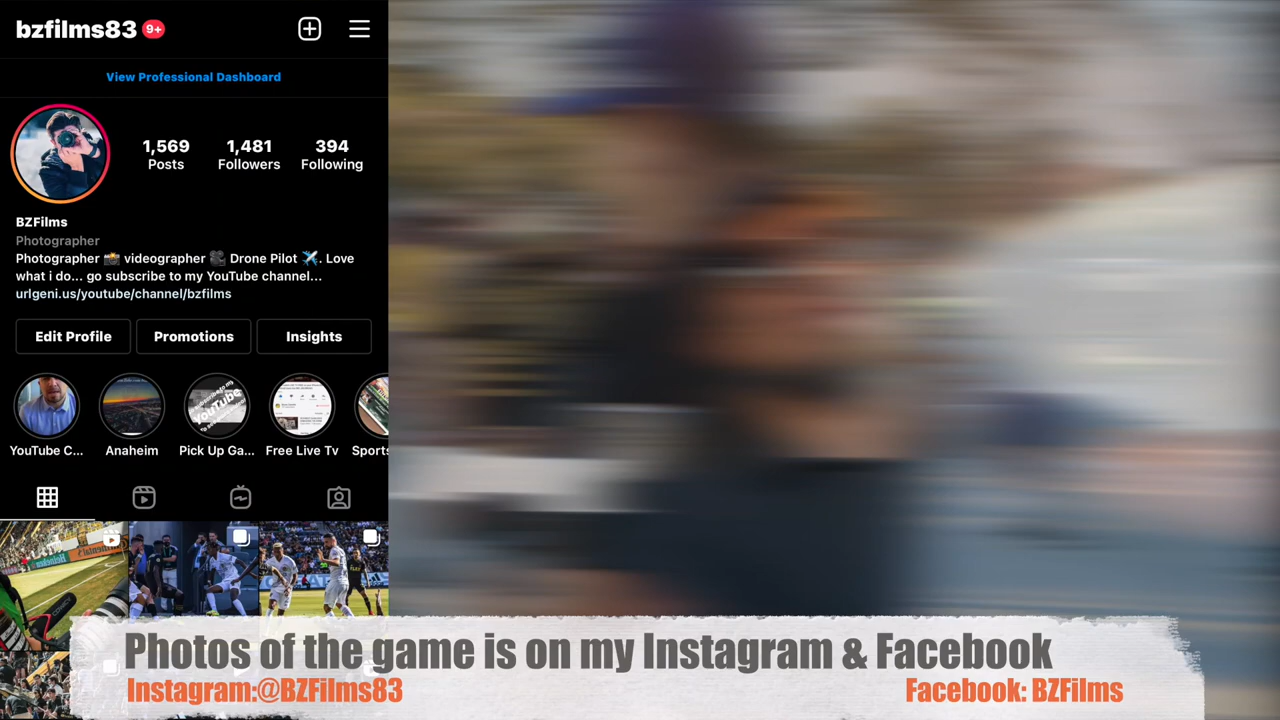 bzfilms83 9+
View Professional Dashboard
1,569 1,481 394
Posts Followers Following
BZFilms
Photographer
Photographer 📸 videographer 🎥 Drone Pilot ✈️. Love
what i do... go subscribe to my YouTube channel...
urlgeni.us/youtube/channel/bzfilms
Edit Profile Promotions Insights
YouTube
YouTube C... Anaheim Pick Up Ga... Free Live Tv Sports
Heineken
Photos of the game is on my Instagram & Facebook
Instagram:@BZFilms83 Facebook: BZFilms